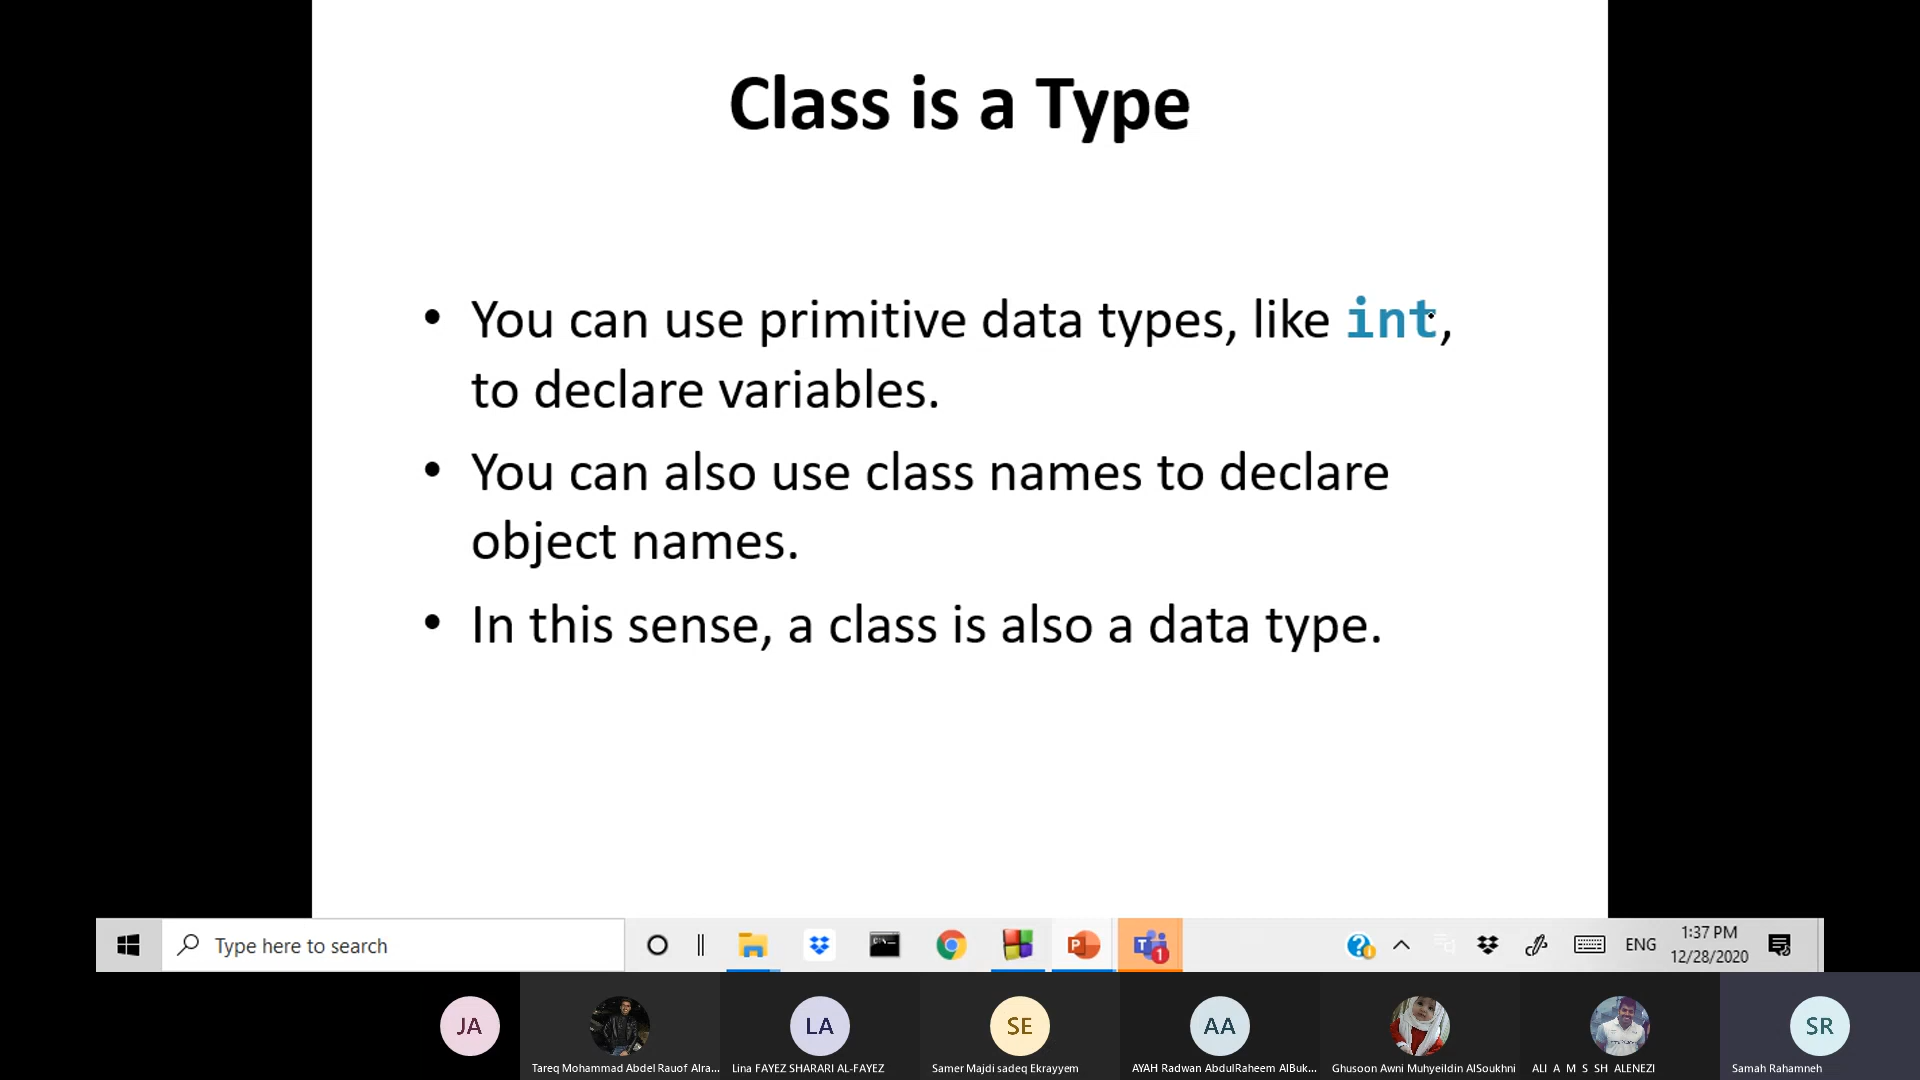 Class is a Type
• You can use primitive data types, like int,
to declare variables.
• You can also use class names to declare
object names.
• In this sense, a class is also a data type.
Type here to search
ENG
1:37 PM
12/28/2020
JA
LA
SE
AA
SR
Tareq Mohammad Abdel Rauof Alra...
Lina FAYEZ SHARARI AL-FAYEZ
Samer Majdi sadeq Ekrayyem
AYAH Radwan AbdulRaheem AlBuk...
Ghusoon Awni Muhyeildin AlSoukhni
ALI A M S SH ALENEZI
Samah Rahamneh